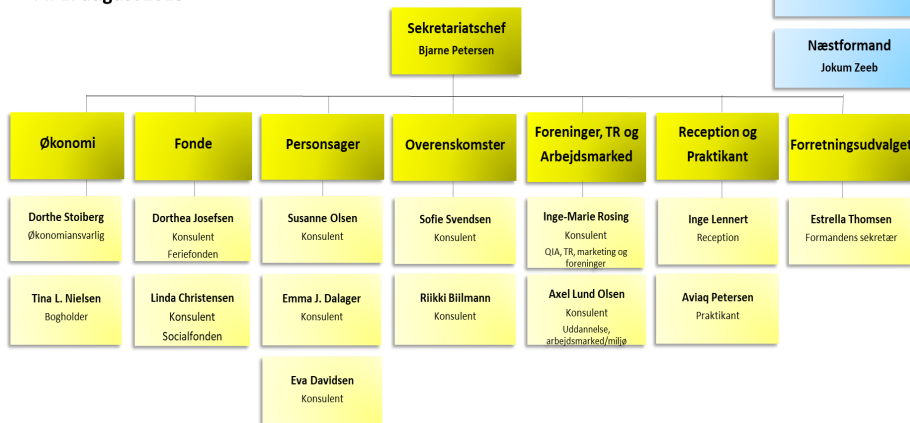 Sekretariatschef
Bjarne Petersen
Næstformand
Jokum Zeeb
Økonomi
Fonde
Personsager
Overenskomster
Foreninger, TR og
Arbejdsmarked
Reception og
Praktikant
Forretningsudvalget
Dorthe Stoiberg
Økonomiansvarlig
Dorthea Josefsen
Konsulent
Feriefonden
Susanne Olsen
Konsulent
Sofie Svendsen
Konsulent
Inge-Marie Rosing
Konsulent
QIA, TR, marketing og
foreninger
Inge Lennert
Reception
Estrella Thomsen
Formandens sekretær
Tina L. Nielsen
Bogholder
Linda Christensen
Konsulent
Socialfonden
Emma J. Dalager
Konsulent
Riikki Biilmann
Konsulent
Axel Lund Olsen
Konsulent
Uddannelse,
arbejdsmarked/miljø
Aviaq Petersen
Praktikant
Eva Davidsen
Konsulent